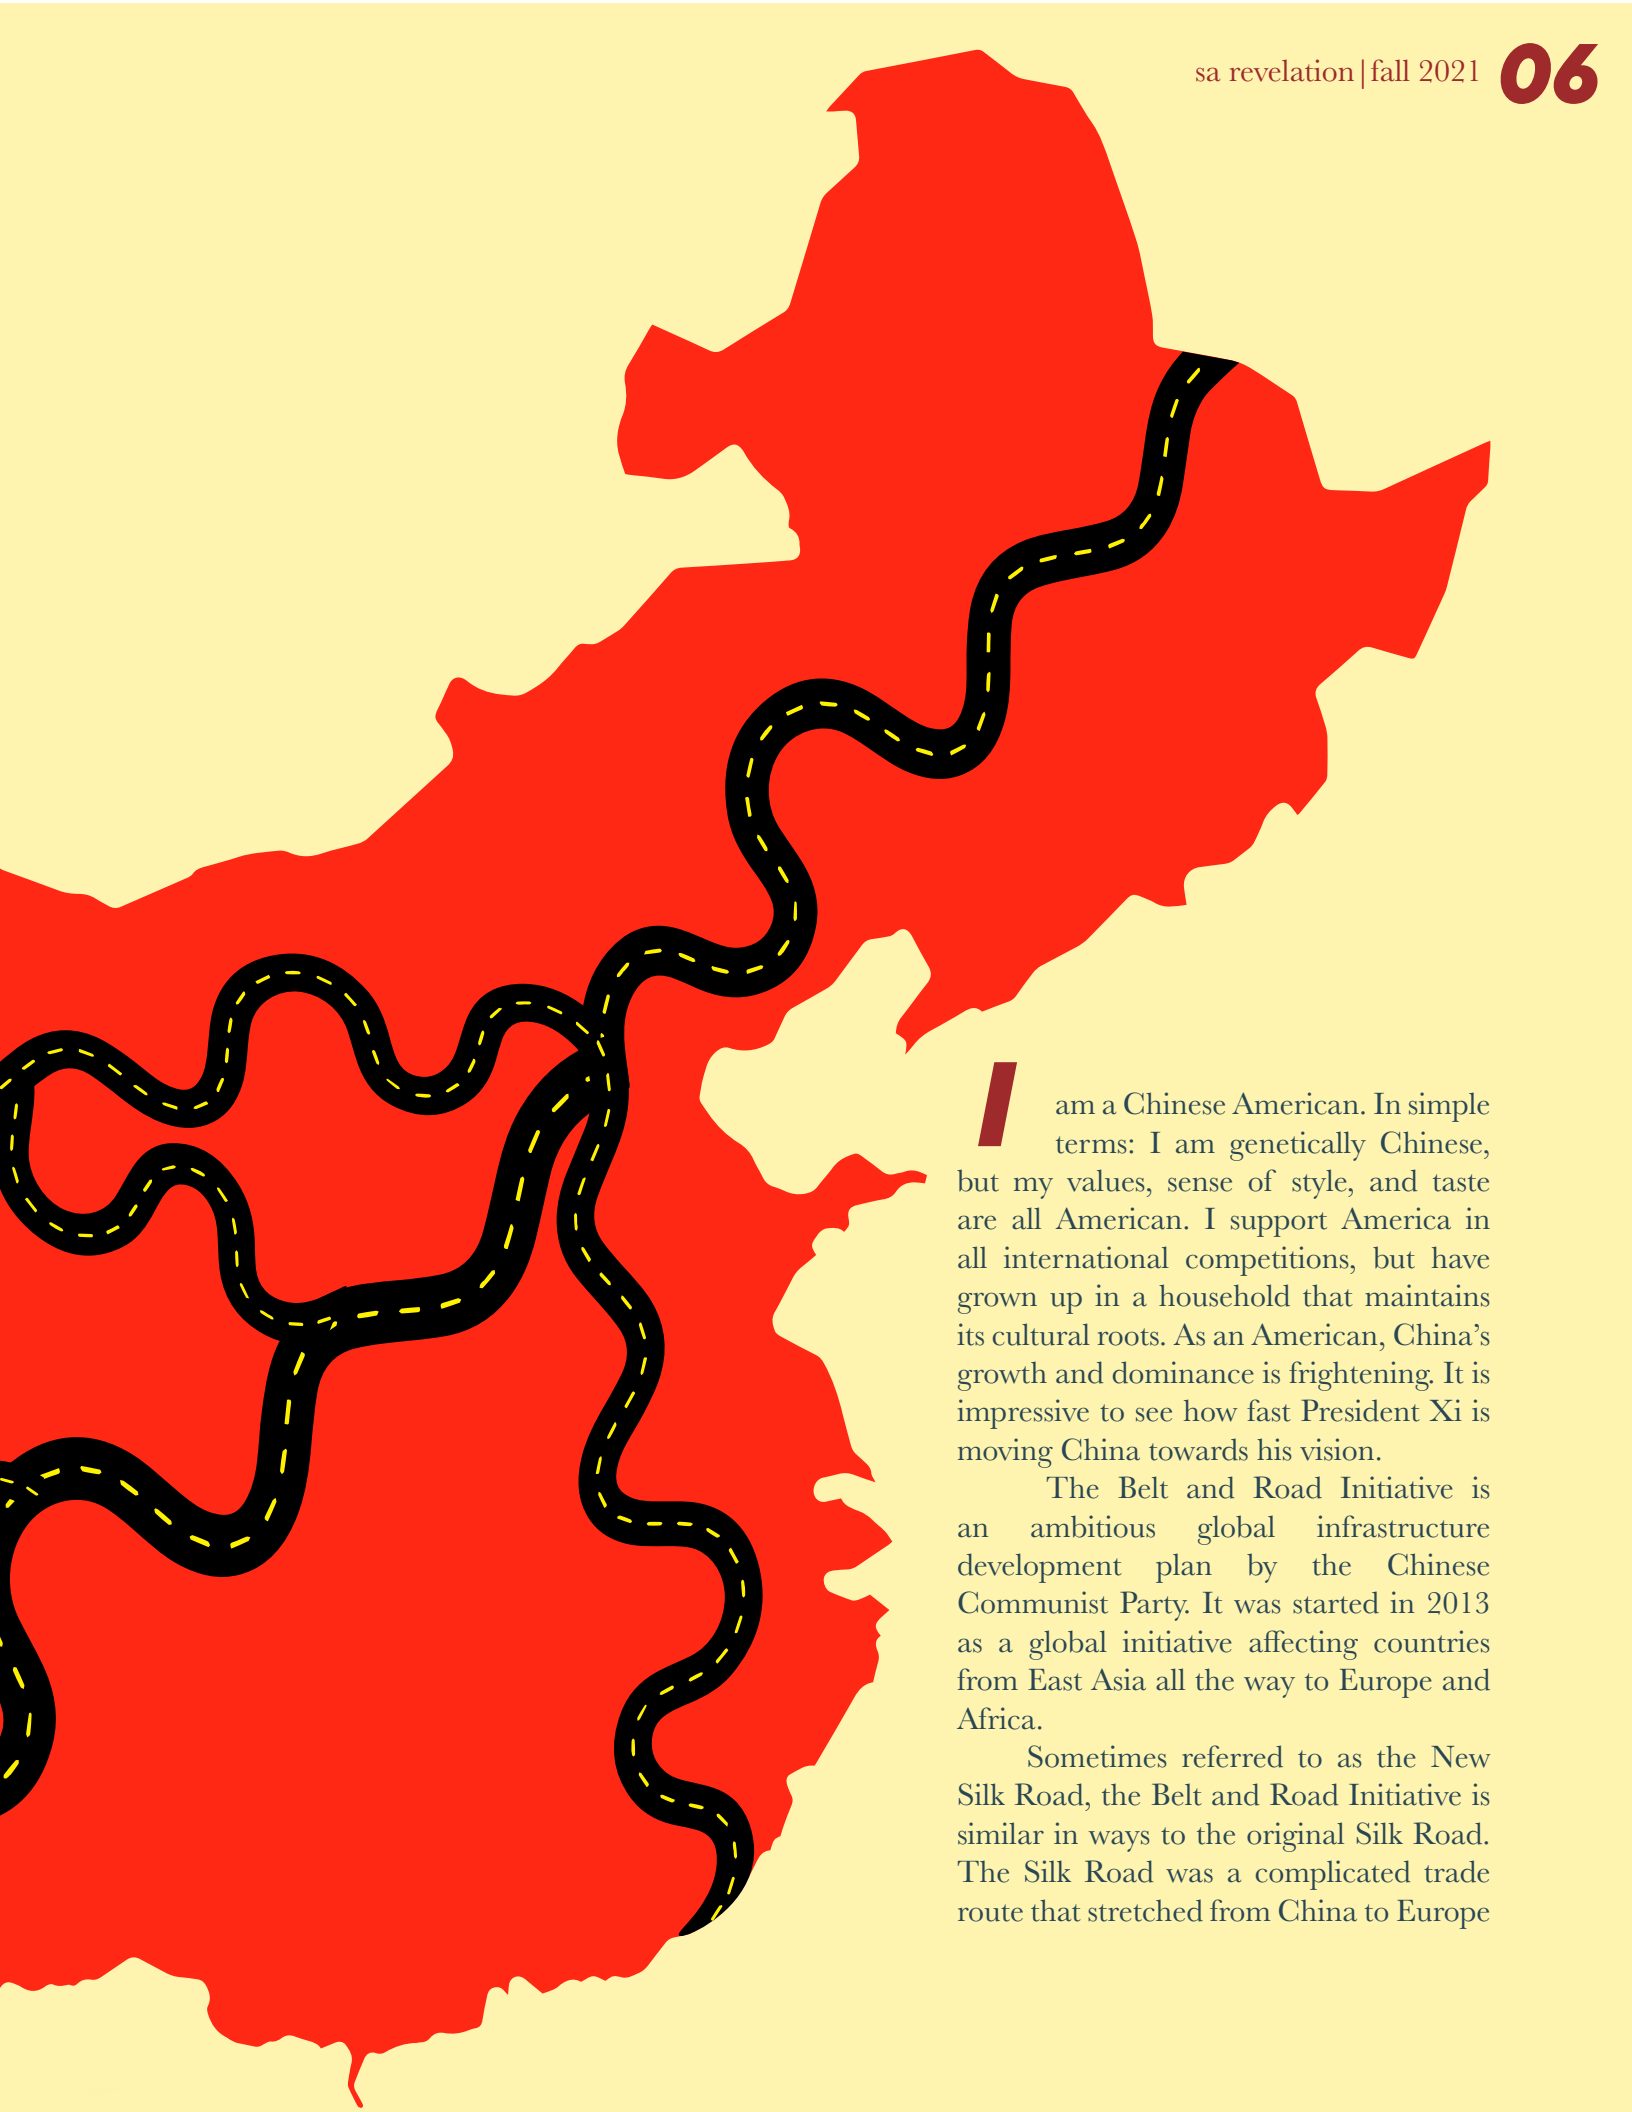 sa revelation|fall 2021 06
I am a Chinese American. In simple
terms: I am genetically Chinese,
but my values, sense of style, and taste
are all American. I support America in
all international competitions, but have
grown up in a household that maintains
its cultural roots. As an American, China’s
growth and dominance is frightening. It is
impressive to see how fast President Xi is
moving China towards his vision.
The Belt and Road Initiative is
an ambitious global infrastructure
development plan by the Chinese
Communist Party. It was started in 2013
as a global initiative affecting countries
from East Asia all the way to Europe and
Africa.
Sometimes referred to as the New
Silk Road, the Belt and Road Initiative is
similar in ways to the original Silk Road.
The Silk Road was a complicated trade
route that stretched from China to Europe